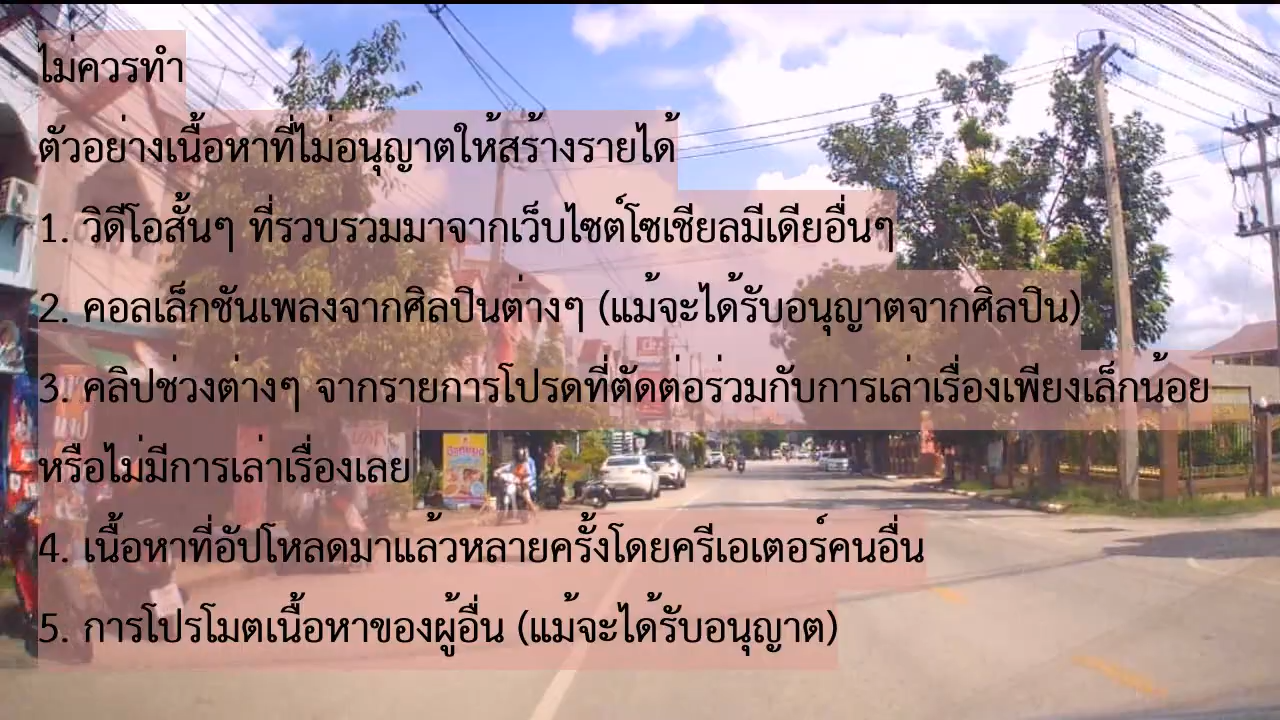 ไม่ควรทำ
ตัวอย่างเนื้อหาที่ไม่อนุญาตให้สร้างรายได้
1. วิดีโอสั้นๆ ที่รวบรวมมาจากเว็บไซต์โซเชียลมีเดียอื่นๆ
2. คอลเล็กชันเพลงจากศิลปินต่างๆ (แม้จะได้รับอนุญาตจากศิลปิน)
3. คลิปช่วงต่างๆ จากรายการโปรดที่ตัดต่อร่วมกับการเล่าเรื่องเพียงเล็กน้อย
หรือไม่มีการเล่าเรื่องเลย
4. เนื้อหาที่อัปโหลดมาแล้วหลายครั้งโดยครีเอเตอร์คนอื่น
5. การโปรโมตเนื้อหาของผู้อื่น (แม้จะได้รับอนุญาต)